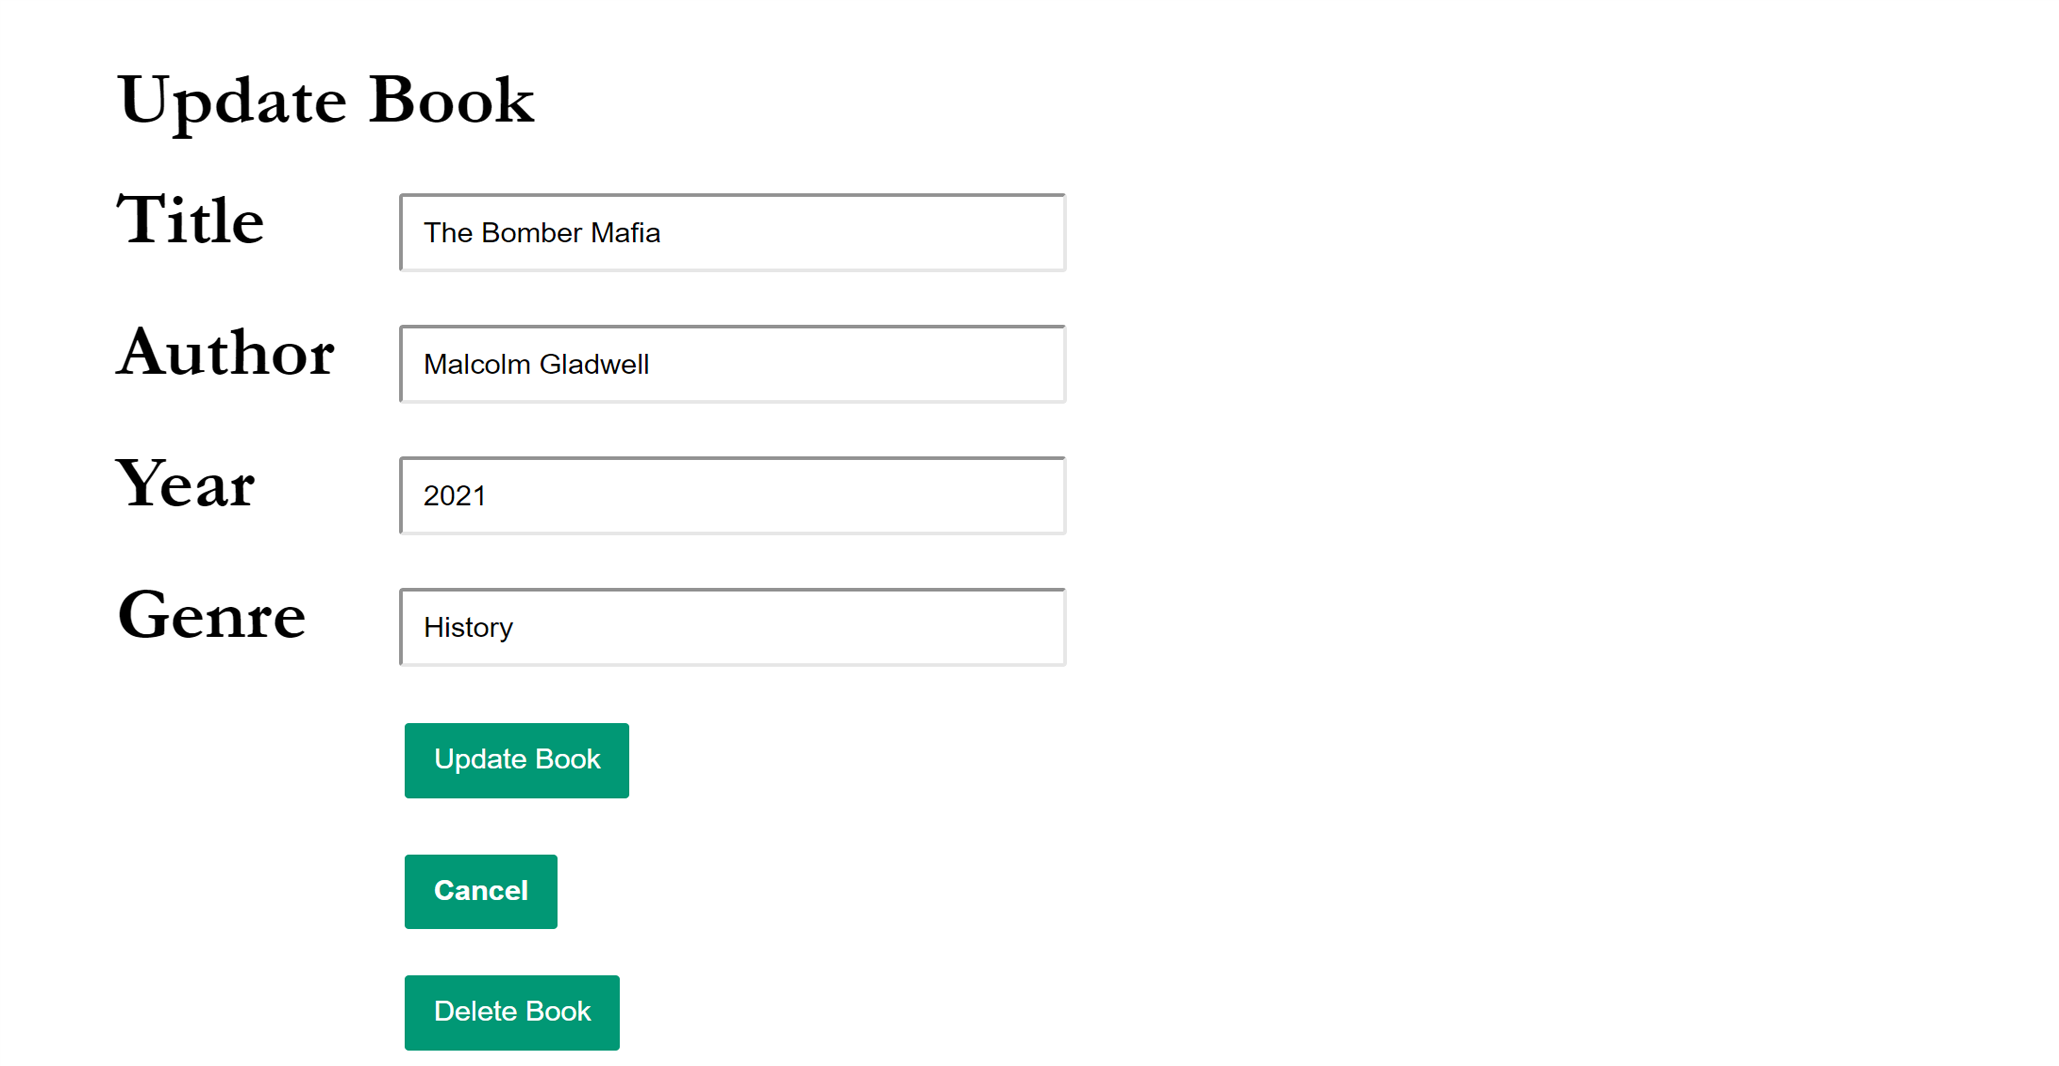 Update Book
Title
The Bomber Mafia
Author
Malcolm Gladwell
Year
2021
Genre
History
Update Book
Cancel
Delete Book